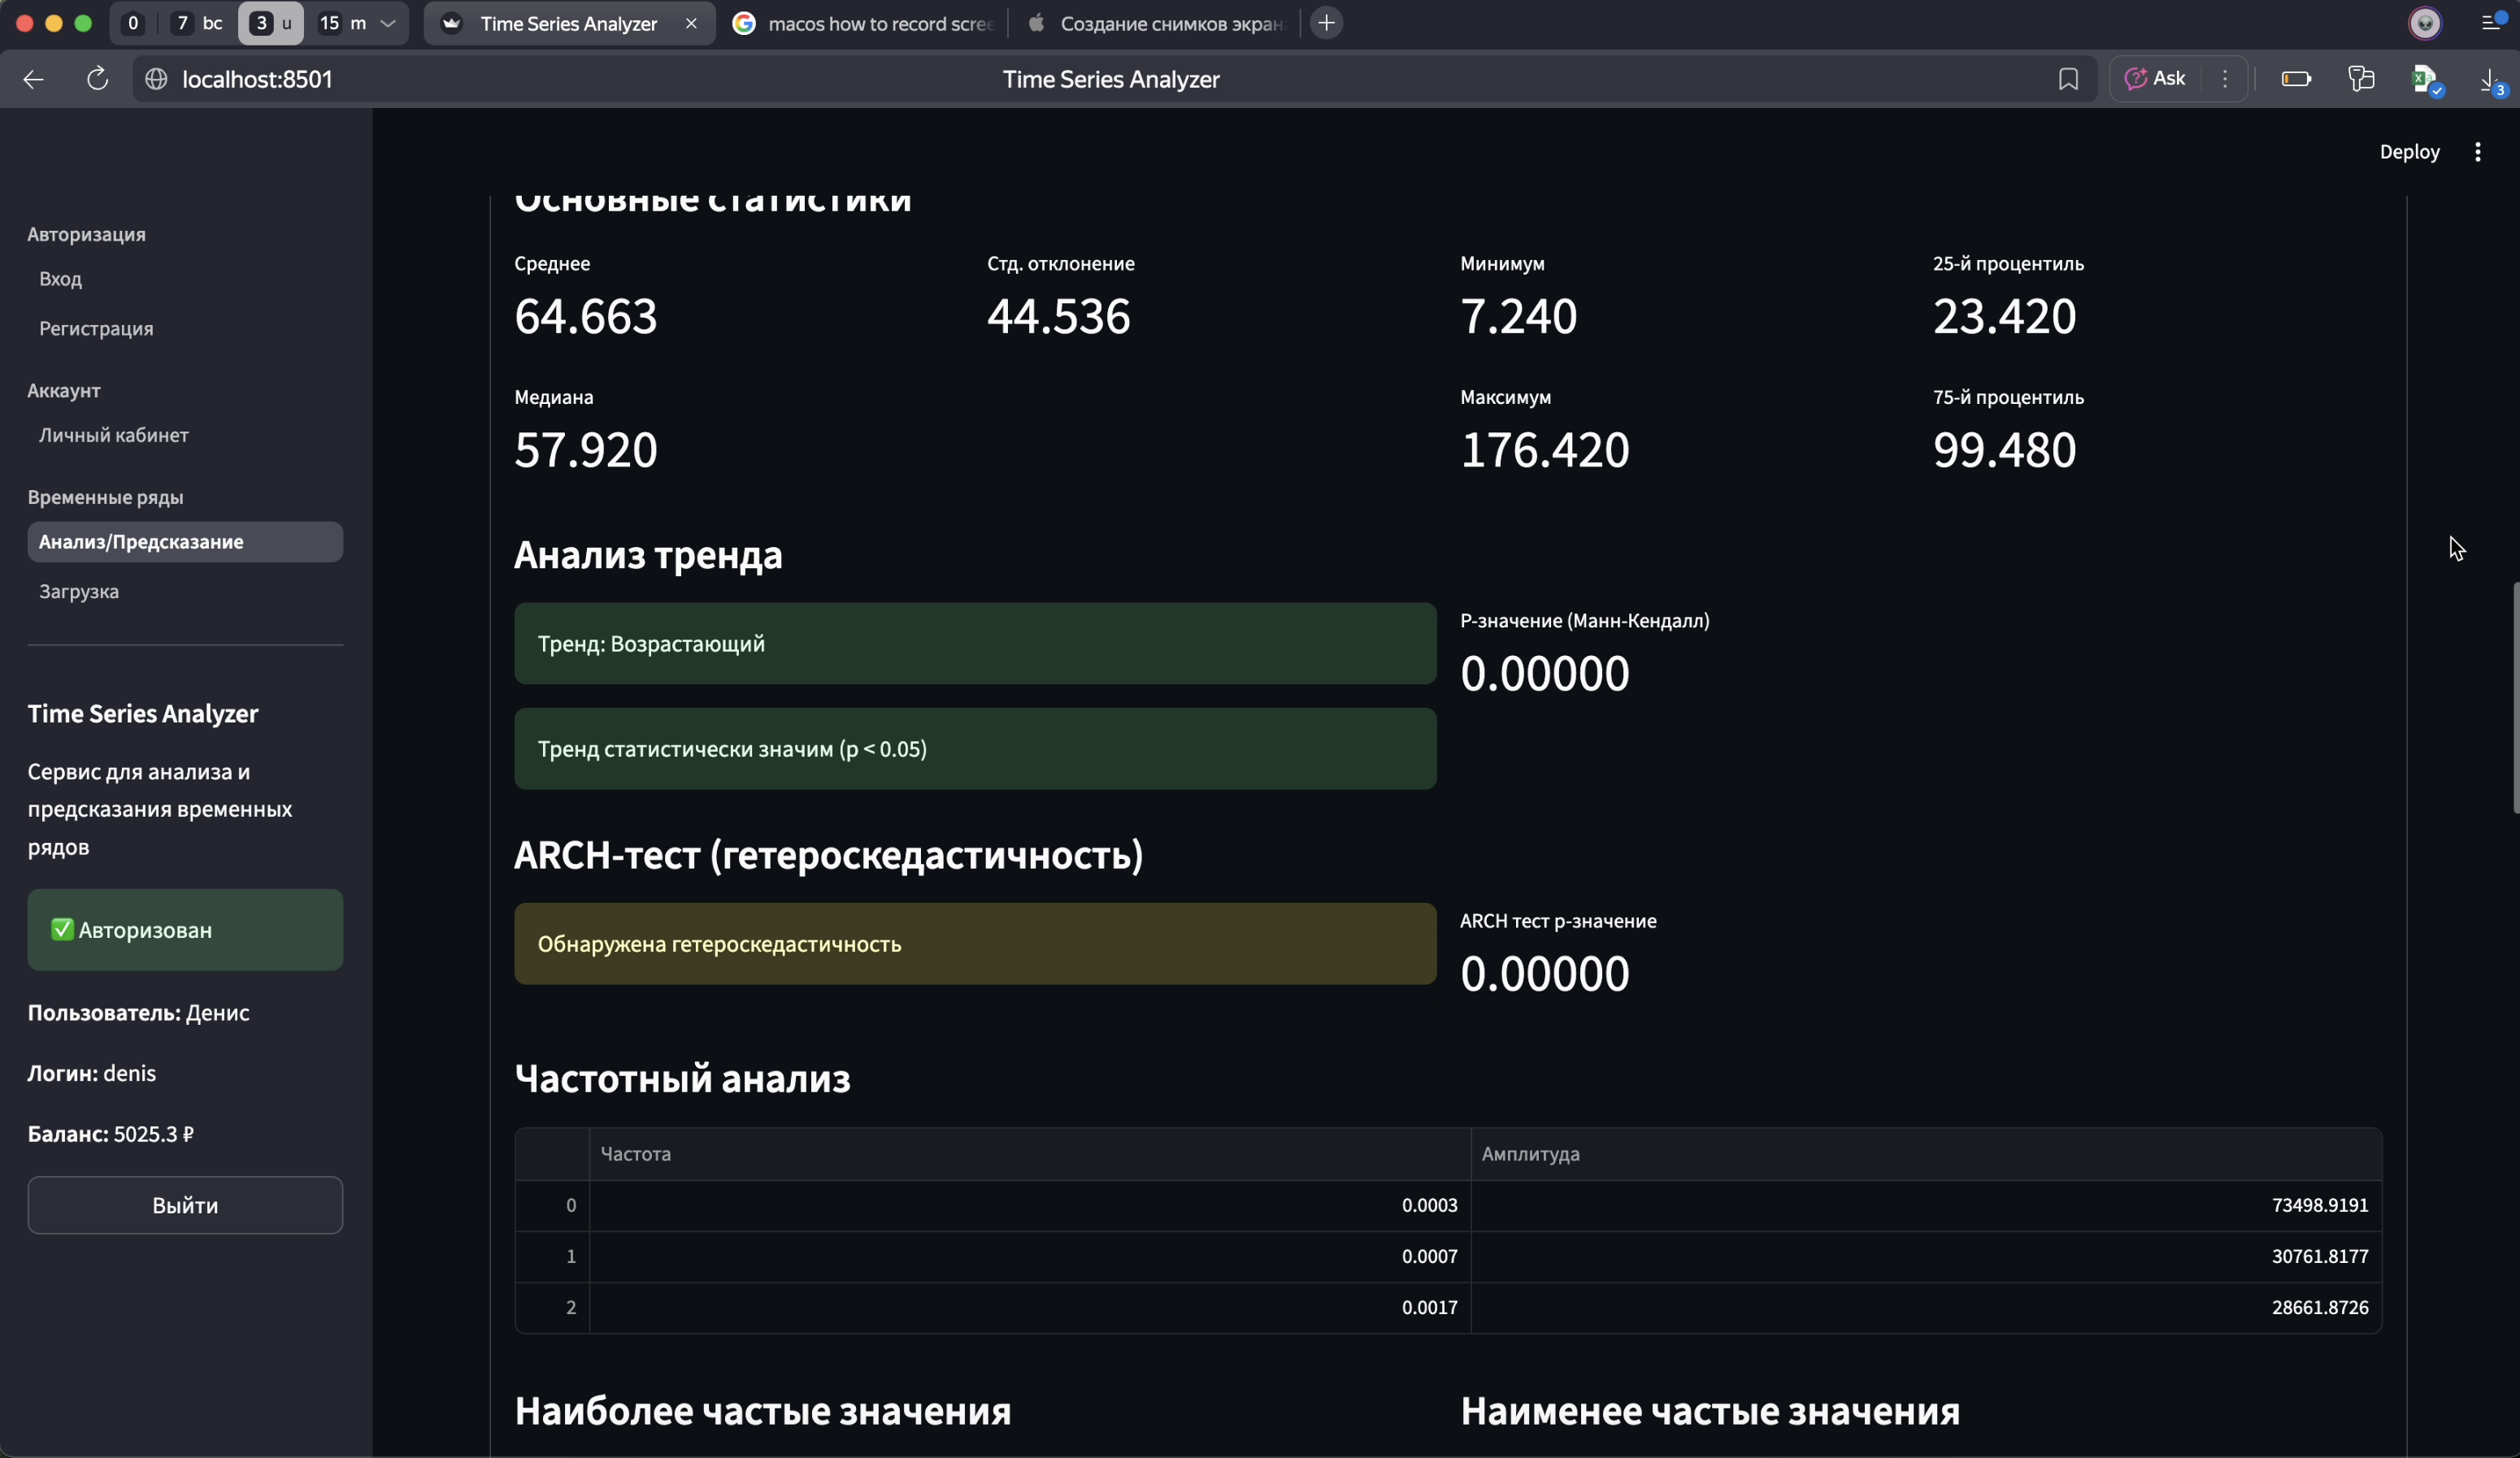 0
7 bc
3 u
15 m
Time Series Analyzer
macos how to record scree
Создание снимков экран
localhost:8501
Time Series Analyzer
Ask
3
Deploy
Авторизация
Вход
Регистрация
Аккаунт
Личный кабинет
Временные ряды
Анализ/Предсказание
Загрузка
Time Series Analyzer
Сервис для анализа и
предсказания временных
рядов
✅ Авторизован
Пользователь: Денис
Логин: denis
Баланс: 5025.3 ₽
Выйти
Основные статистики
Среднее
64.663
Стд. отклонение
44.536
Минимум
7.240
25-й процентиль
23.420
Медиана
57.920
Максимум
176.420
75-й процентиль
99.480
Анализ тренда
Тренд: Возрастающий
P-значение (Манн-Кендалл)
0.00000
Тренд статистически значим (p < 0.05)
ARCH-тест (гетероскедастичность)
Обнаружена гетероскедастичность
ARCH тест p-значение
0.00000
Частотный анализ
Частота Амплитуда
0 0.0003 73498.9191
1 0.0007 30761.8177
2 0.0017 28661.8726
Наиболее частые значения
Наименее частые значения